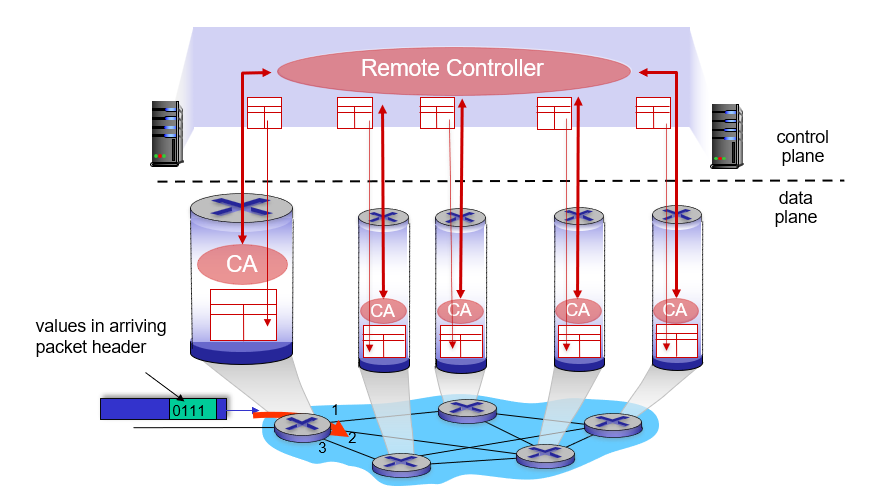 Remote Controller
control
plane
data
plane
CA
CA
CA
CA
CA
values in arriving
packet header
0111
1
2
3